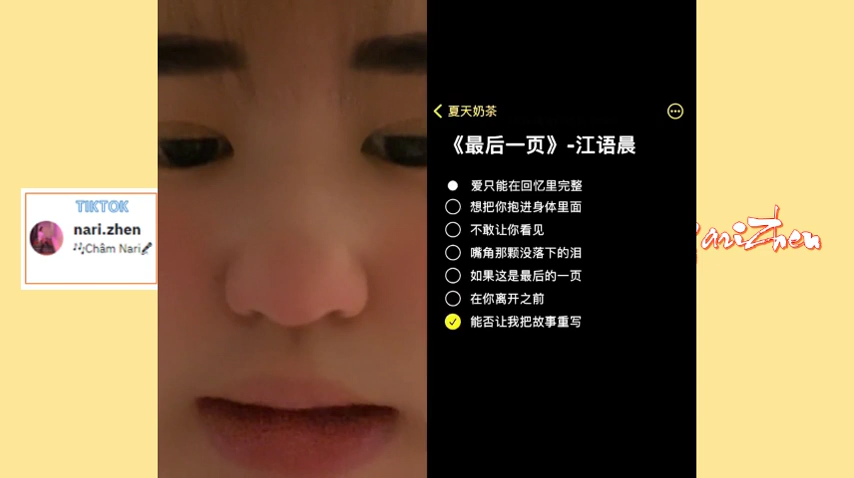 TIKTOK
nari.zhen
Châm Nari
夏天奶茶
《最后一页》-江语晨
爱只能在回忆里完整
想把你抱进身体里面
不敢让你看见
嘴角那颗没落下的泪
如果这是最后的一页
在你离开之前
能否让我把故事重写
NariZhen